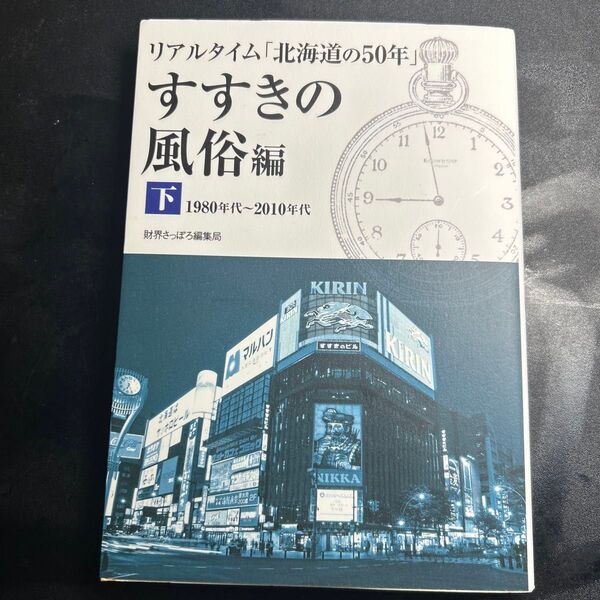 リアルタイム「北海道の50年」
すすきの
風俗編
下 1980年代～2010年代
財界さっぽろ編集局
KIRIN
マルハン
すすきのビル
KIRIN
NIKKA